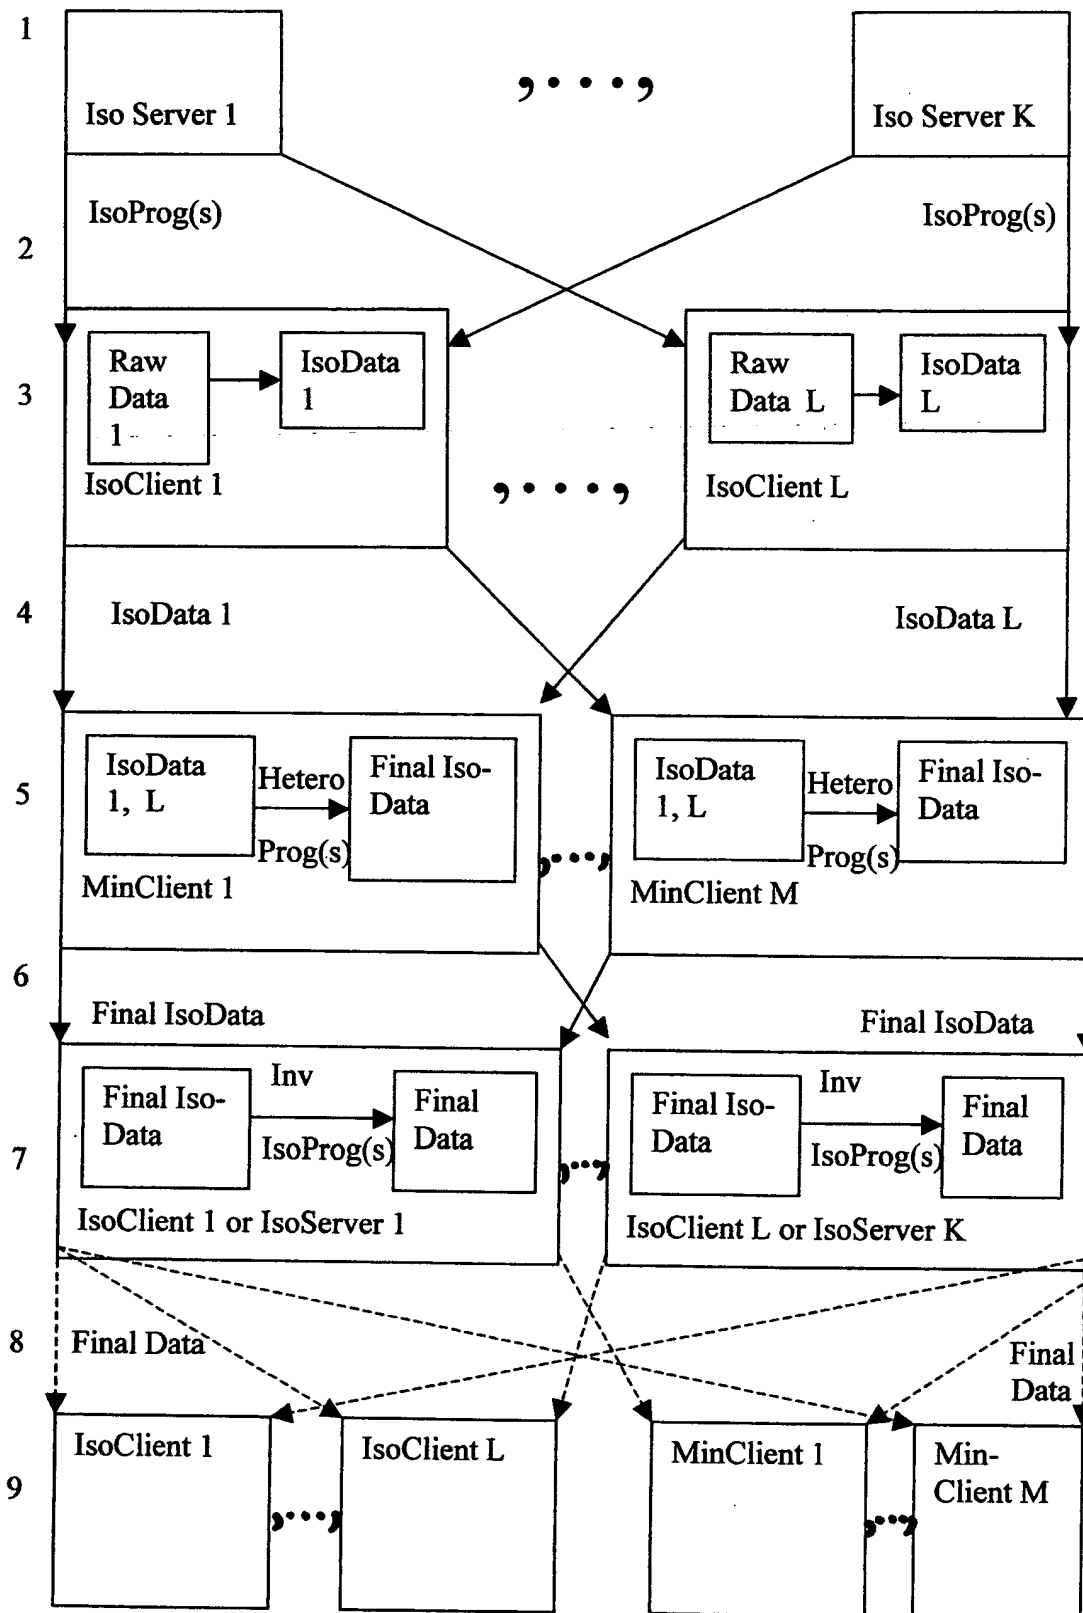 1
Iso Server 1
,....,
Iso Server K
IsoProg(s)
IsoProg(s)
2
3
Raw
Data
1
IsoData
1
IsoClient 1
,....,
Raw
Data L
IsoData
L
IsoClient L
4
IsoData 1
IsoData L
5
IsoData
1, L
Hetero
Prog(s)
Final Iso-
Data
MinClient 1
,....,
IsoData
1, L
Hetero
Prog(s)
Final Iso-
Data
MinClient M
6
Final IsoData
Final IsoData
7
Final Iso-
Data
Inv
IsoProg(s)
Final
Data
IsoClient 1 or IsoServer 1
,....,
Final Iso-
Data
Inv
IsoProg(s)
Final
Data
IsoClient L or IsoServer K
8
Final Data
Final
Data
9
IsoClient 1
,....,
IsoClient L
MinClient 1
,....,
Min-
Client M